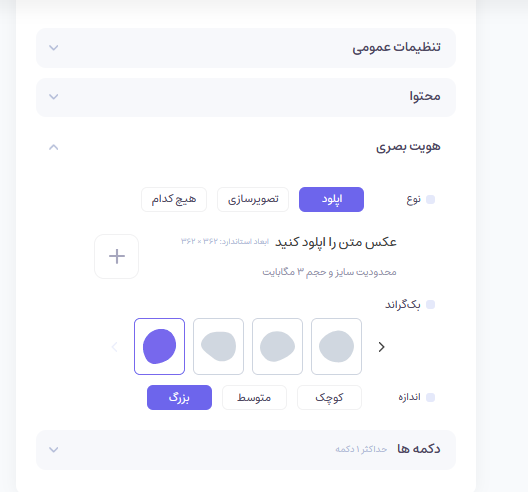 تنظیمات عمومی
محتوا
هویت بصری
نوع اپلود تصویرسازی هیچ کدام
عکس متن را اپلود کنید ابعاد استاندارد: ۳۶۲ × ۳۶۲
محدودیت سایز و حجم ۳ مگابایت
بک‌گراند
اندازه کوچک متوسط بزرگ
دکمه ها حداکثر ۱ دکمه